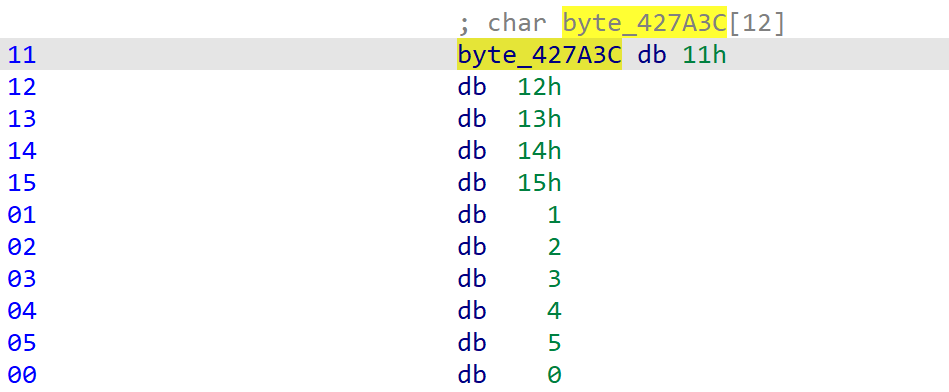 ; char byte_427A3C[12]
11 byte_427A3C db 11h
12 db 12h
13 db 13h
14 db 14h
15 db 15h
01 db 1
02 db 2
03 db 3
04 db 4
05 db 5
00 db 0